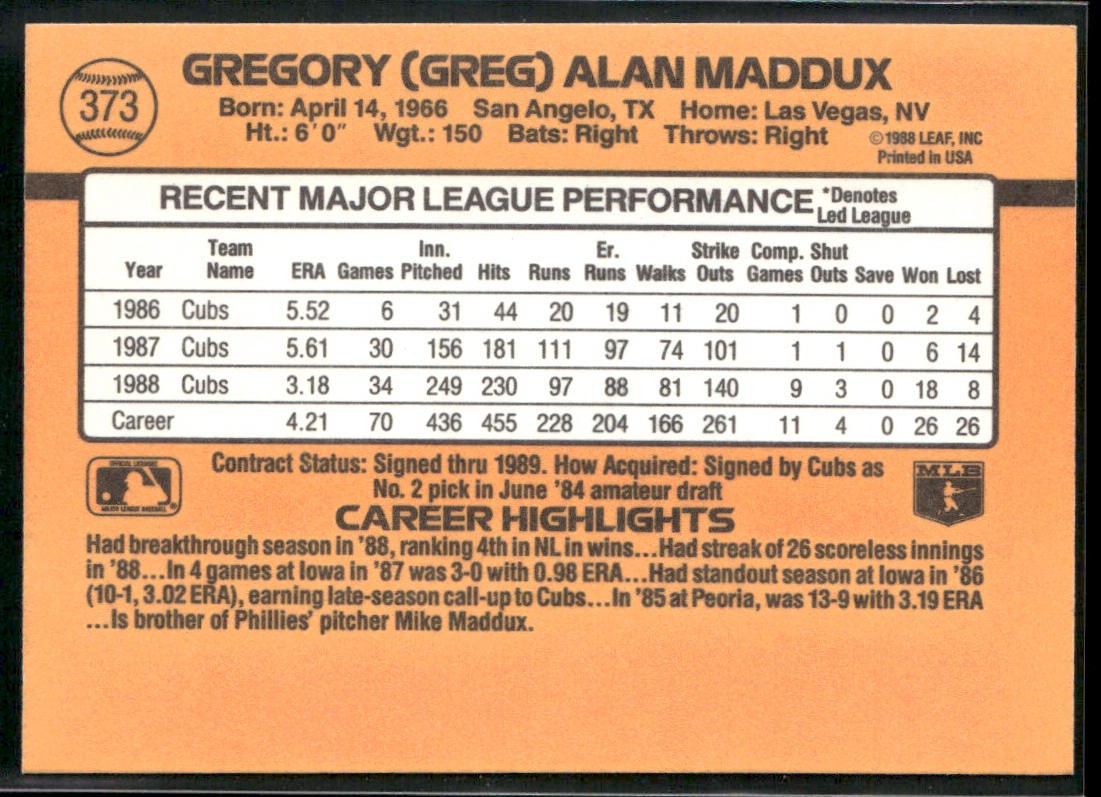 373
GREGORY (GREG) ALAN MADDUX
Born: April 14, 1966 San Angelo, TX Home: Las Vegas, NV
Ht.: 6'0" Wgt.: 150 Bats: Right Throws: Right
©1988 LEAF, INC
Printed in USA
RECENT MAJOR LEAGUE PERFORMANCE *Denotes Led League
Year Team Name ERA Games Inn. Pitched Hits Runs Er. Runs Walks Strike Outs Comp. Games Shut Outs Save Won Lost
1986 Cubs 5.52 6 31 44 20 19 11 20 1 0 0 2 4
1987 Cubs 5.61 30 156 181 111 97 74 101 1 1 0 6 14
1988 Cubs 3.18 34 249 230 97 88 81 140 9 3 0 18 8
Career 4.21 70 436 455 228 204 166 261 11 4 0 26 26
OFFICIAL LICENSEE
MAJOR LEAGUE BASEBALL ®
Contract Status: Signed thru 1989. How Acquired: Signed by Cubs as
No. 2 pick in June '84 amateur draft
MLB
CAREER HIGHLIGHTS
Had breakthrough season in '88, ranking 4th in NL in wins...Had streak of 26 scoreless innings
in '88...In 4 games at Iowa in '87 was 3-0 with 0.98 ERA...Had standout season at Iowa in '86
(10-1, 3.02 ERA), earning late-season call-up to Cubs...In '85 at Peoria, was 13-9 with 3.19 ERA
...Is brother of Phillies' pitcher Mike Maddux.